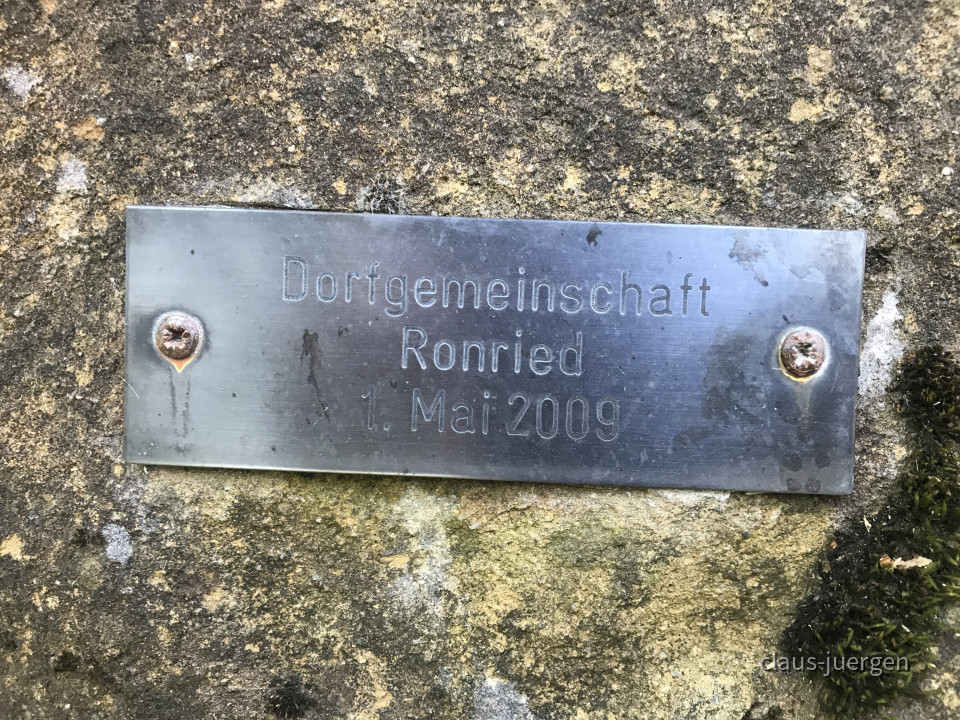 Dorfgemeinschaft
Ronried
1. Mai 2009
claus-juergen